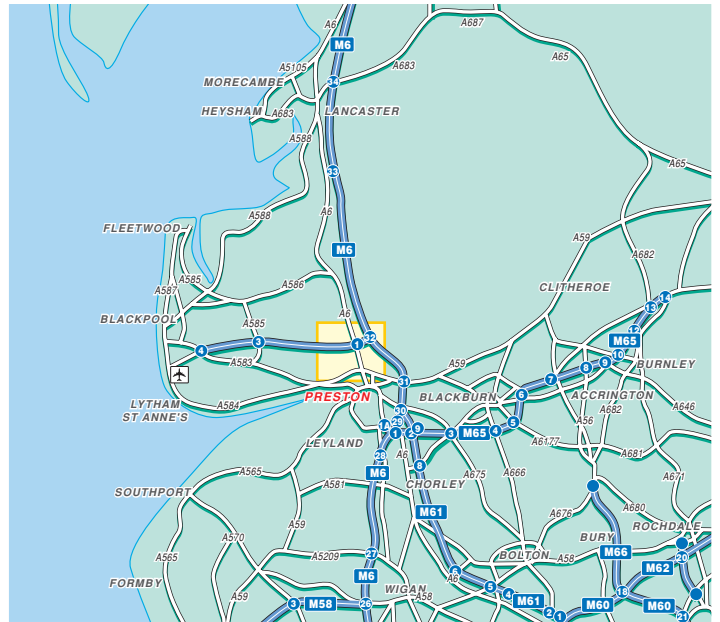 A6
A687
M6
A65
A5105
A683
MORECAMBE
34
HEYSHAM
A683
LANCASTER
A588
A65
33
A588
A6
FLEETWOOD
A59
M6
A682
A585
A586
A587
CLITHEROE
14
13
BLACKPOOL
A6
A585
12
32
M65
3
1
4
10
A583
A59
9
BURNLEY
8
7
31
ACCRINGTON
LYTHAM
ST ANNE'S
A584
PRESTON
BLACKBURN
6
A682
A646
30
A56
29
5
1A
1
2
9
3
M65
4
LEYLAND
A6177
A681
28
A6
8
A565
M6
A675
A666
A671
A581
CHORLEY
SOUTHPORT
A59
M61
A676
A680
ROCHDALE
A570
BURY
A565
A5209
27
BOLTON
A58
M66
20
M62
FORMBY
M6
6
A6
5
A59
WIGAN
4
18
3
M58
26
A58
M61
2
1
M60
M60
21